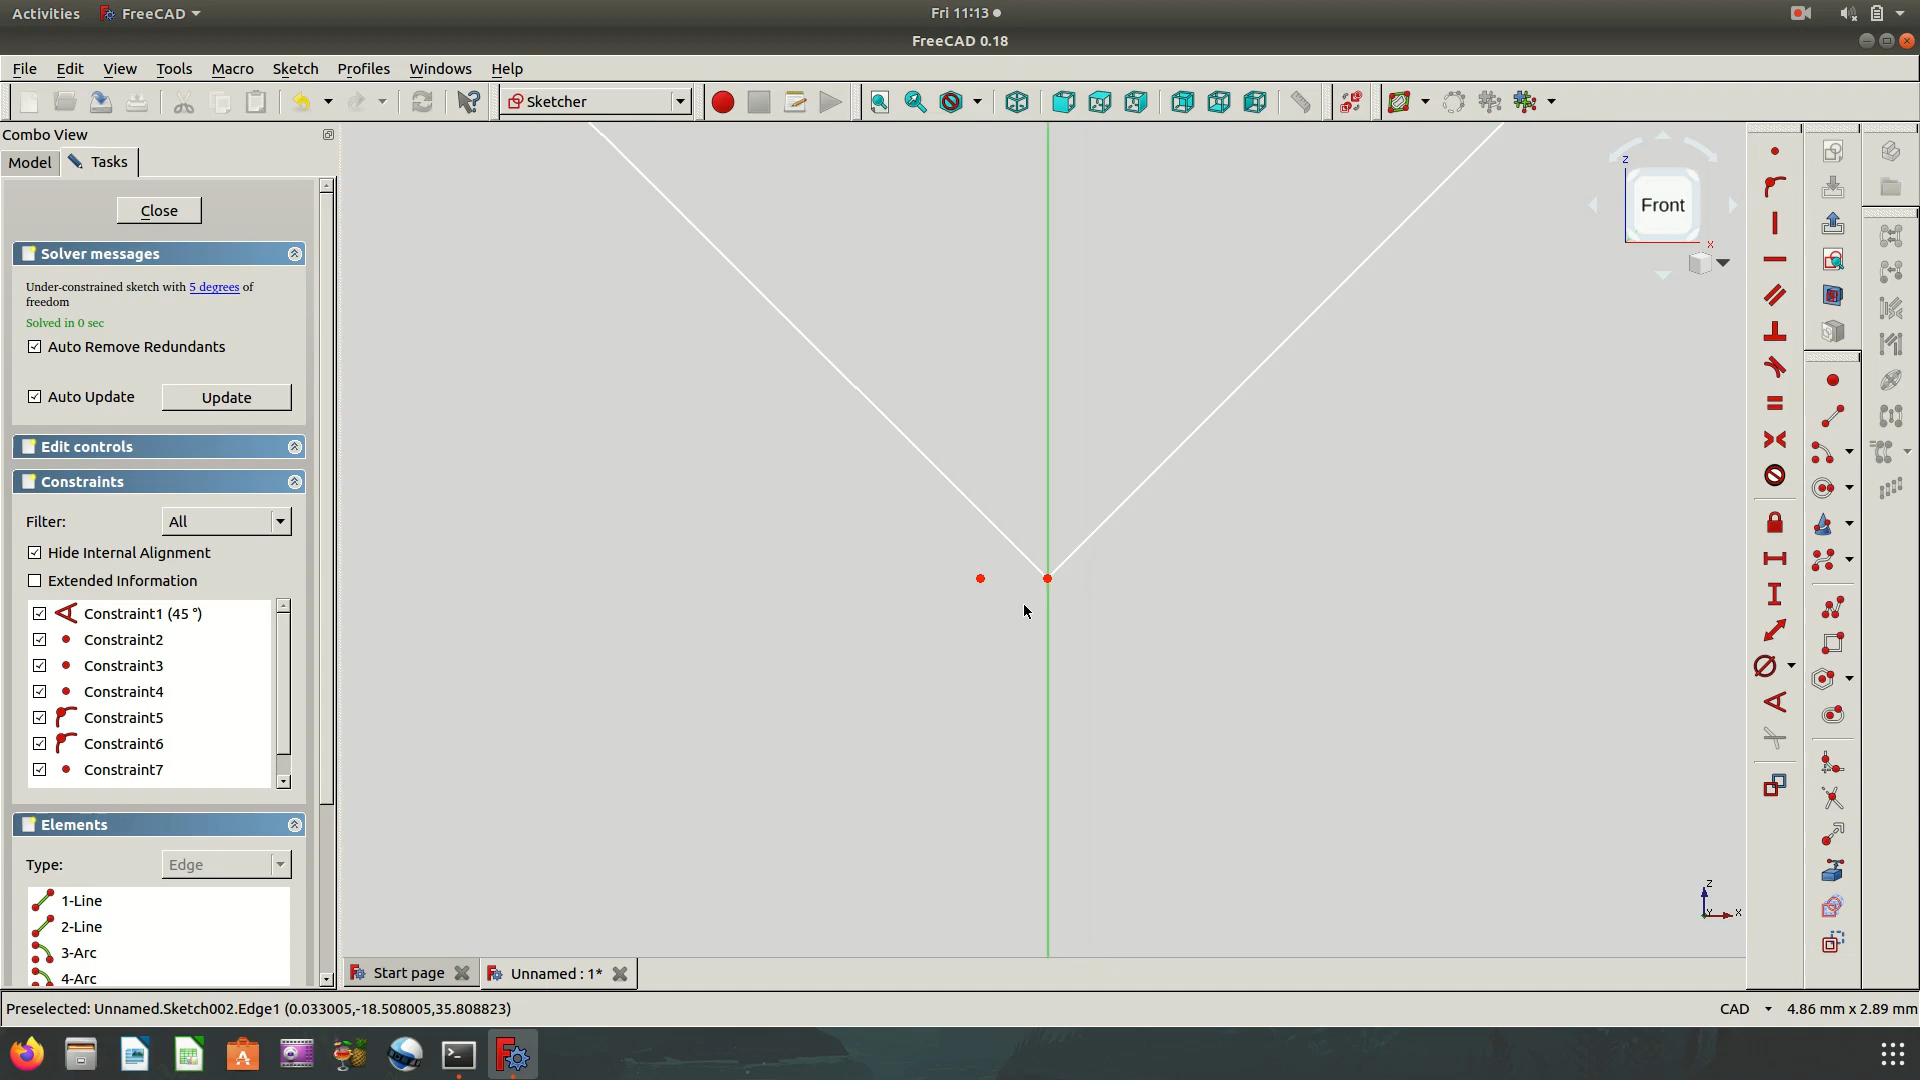 Activities
FreeCAD
Fri 11:13
FreeCAD 0.18
File Edit View Tools Macro Sketch Profiles Windows Help
Sketcher
Combo View
Model
Tasks
Close
Solver messages
Under-constrained sketch with 5 degrees of
freedom
Solved in 0 sec
Auto Remove Redundants
Auto Update
Update
Edit controls
Constraints
Filter:
All
Hide Internal Alignment
Extended Information
Constraint1 (45 °)
Constraint2
Constraint3
Constraint4
Constraint5
Constraint6
Constraint7
Elements
Type:
Edge
1-Line
2-Line
3-Arc
4-Arc
Z
Front
X
Z
Y
X
Start page
Unnamed : 1*
Preselected: Unnamed.Sketch002.Edge1 (0.033005,-18.508005,35.808823)
CAD
4.86 mm x 2.89 mm